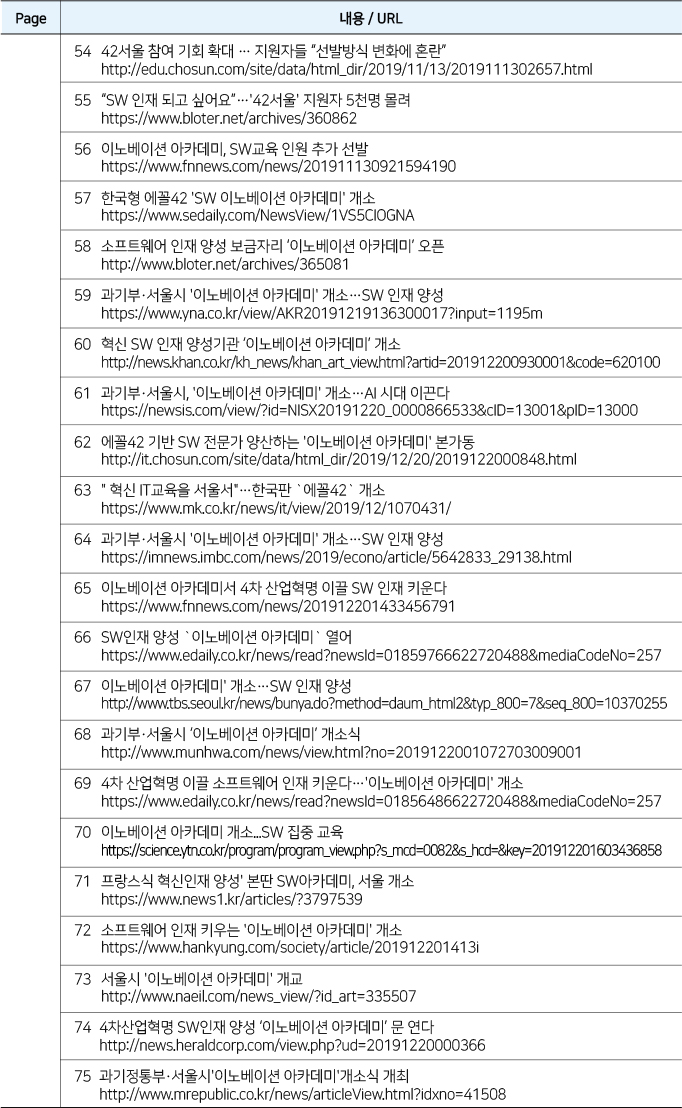 Page 내용 / URL
54 42서울 참여 기회 확대 … 지원자들 “선발방식 변화에 혼란”
http://edu.chosun.com/site/data/html_dir/2019/11/13/2019111302657.html
55 “SW 인재 되고 싶어요”…'42서울' 지원자 5천명 몰려
https://www.bloter.net/archives/360862
56 이노베이션 아카데미, SW교육 인원 추가 선발
https://www.fnnews.com/news/201911130921594190
57 한국형 에꼴42 'SW 이노베이션 아카데미' 개소
https://www.sedaily.com/NewsView/1VS5CIOGNA
58 소프트웨어 인재 양성 보금자리 ‘이노베이션 아카데미’ 오픈
http://www.bloter.net/archives/365081
59 과기부·서울시 '이노베이션 아카데미' 개소…SW 인재 양성
https://www.yna.co.kr/view/AKR20191219136300017?input=1195m
60 혁신 SW 인재 양성기관 ‘이노베이션 아카데미’ 개소
http://news.khan.co.kr/kh_news/khan_art_view.html?artid=201912200930001&code=620100
61 과기부·서울시, '이노베이션 아카데미' 개소…AI 시대 이끈다
https://newsis.com/view/?id=NISX20191220_0000866533&cID=13001&pID=13000
62 에꼴42 기반 SW 전문가 양산하는 '이노베이션 아카데미' 본가동
http://it.chosun.com/site/data/html_dir/2019/12/20/2019122000848.html
63 " 혁신 IT교육을 서울서"…한국판 `에꼴42` 개소
https://www.mk.co.kr/news/it/view/2019/12/1070431/
64 과기부·서울시 '이노베이션 아카데미' 개소…SW 인재 양성
https://imnews.imbc.com/news/2019/econo/article/5642833_29138.html
65 이노베이션 아카데미서 4차 산업혁명 이끌 SW 인재 키운다
https://www.fnnews.com/news/201912201433456791
66 SW인재 양성 `이노베이션 아카데미` 열어
https://www.edaily.co.kr/news/read?newsId=01859766622720488&mediaCodeNo=257
67 이노베이션 아카데미' 개소…SW 인재 양성
http://www.tbs.seoul.kr/news/bunya.do?method=daum_html2&typ_800=7&seq_800=10370255
68 과기부·서울시 ‘이노베이션 아카데미’ 개소식
http://www.munhwa.com/news/view.html?no=2019122001072703009001
69 4차 산업혁명 이끌 소프트웨어 인재 키운다…'이노베이션 아카데미' 개소
https://www.edaily.co.kr/news/read?newsId=01856486622720488&mediaCodeNo=257
70 이노베이션 아카데미 개소...SW 집중 교육
https://science.ytn.co.kr/program/program_view.php?s_mcd=0082&s_hcd=&key=201912201603436858
71 프랑스식 혁신인재 양성' 본딴 SW아카데미, 서울 개소
https://www.news1.kr/articles/?3797539
72 소프트웨어 인재 키우는 '이노베이션 아카데미' 개소
https://www.hankyung.com/society/article/201912201413i
73 서울시 '이노베이션 아카데미' 개교
http://www.naeil.com/news_view/?id_art=335507
74 4차산업혁명 SW인재 양성 ‘이노베이션 아카데미’ 문 연다
http://news.heraldcorp.com/view.php?ud=20191220000366
75 과기정통부·서울시'이노베이션 아카데미'개소식 개최
http://www.mrepublic.co.kr/news/articleView.html?idxno=41508